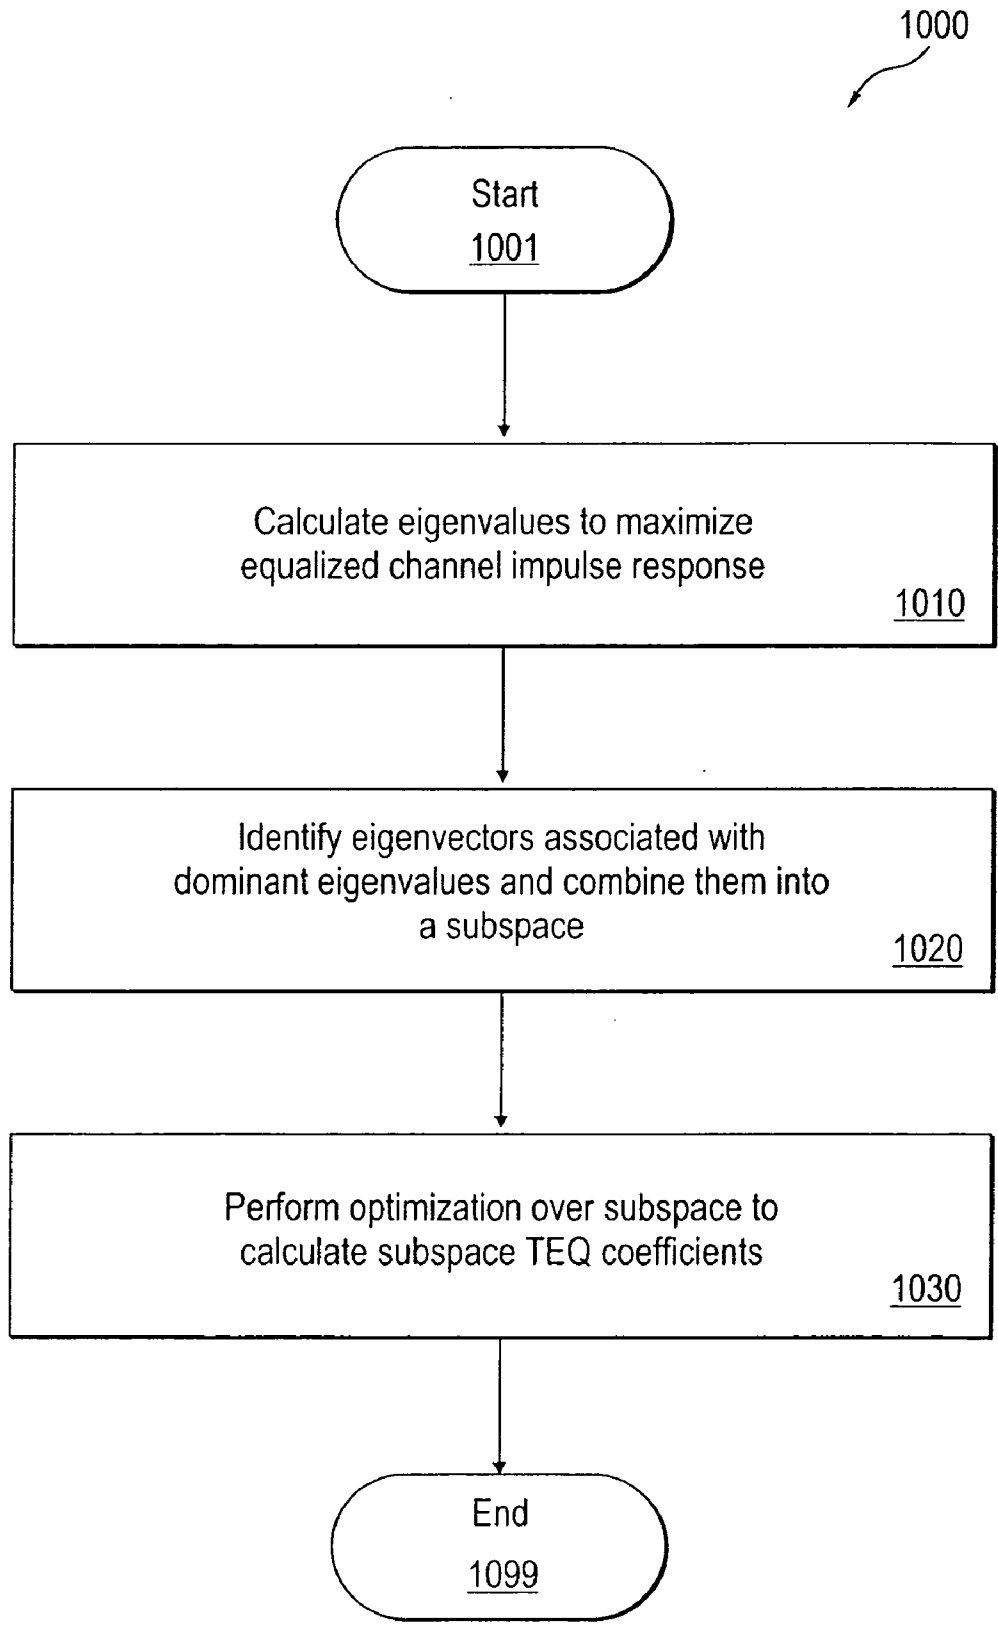 1000
Start
1001
Calculate eigenvalues to maximize
equalized channel impulse response
1010
Identify eigenvectors associated with
dominant eigenvalues and combine them into
a subspace
1020
Perform optimization over subspace to
calculate subspace TEQ coefficients
1030
End
1099